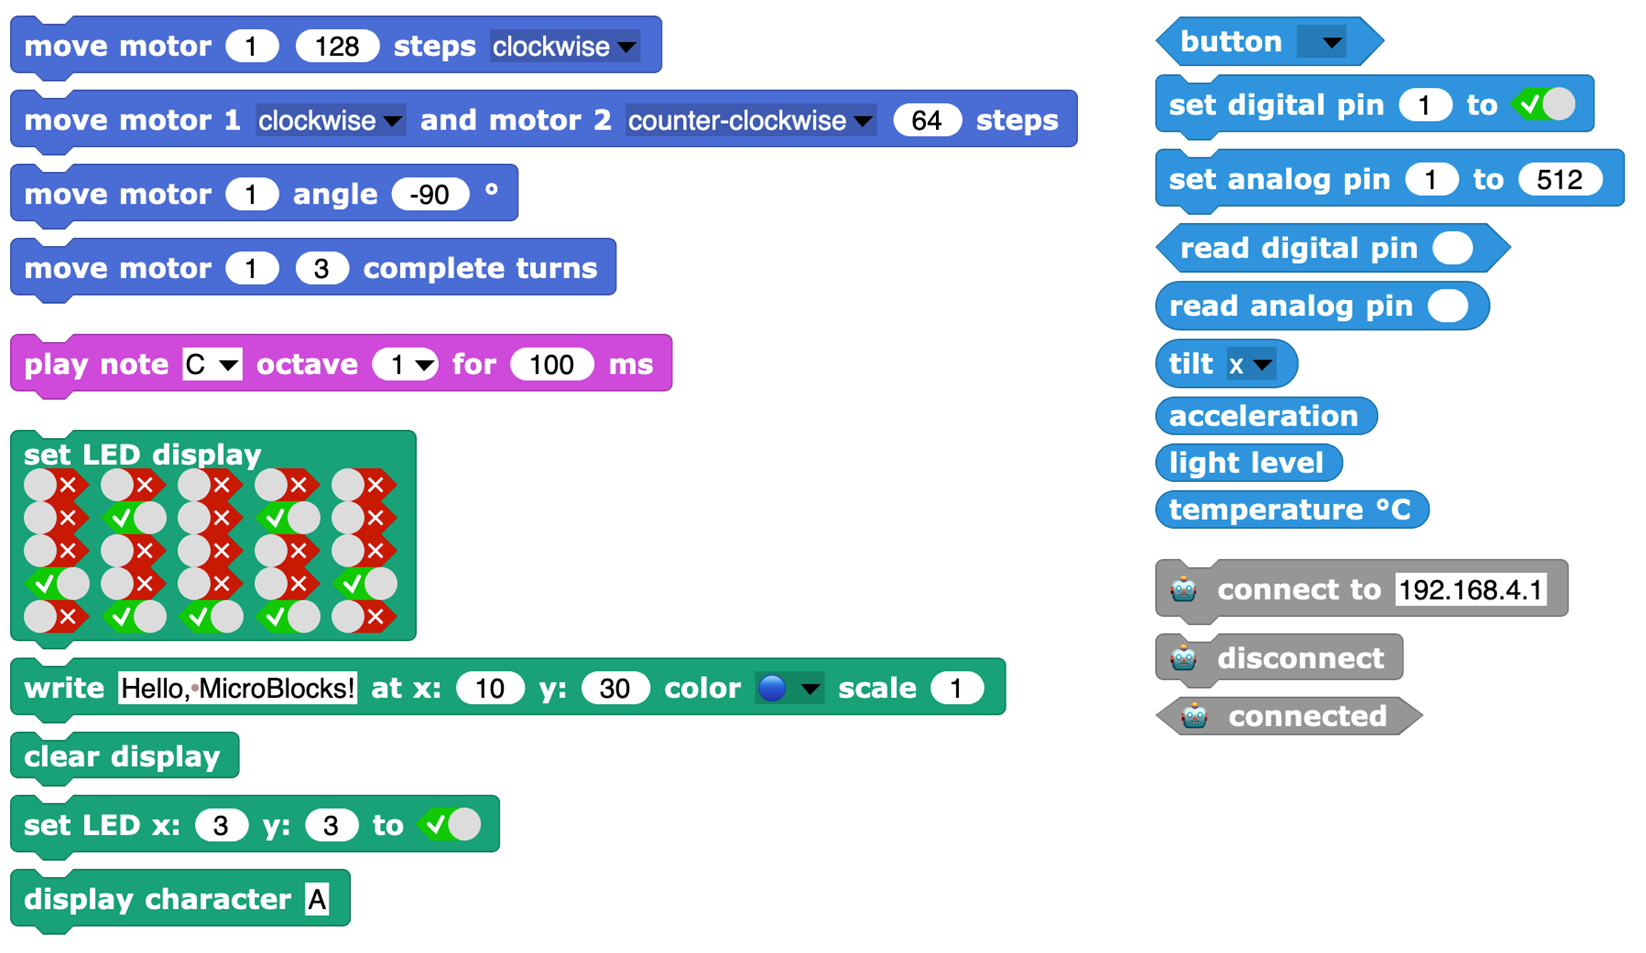 move motor 1 128 steps clockwise
move motor 1 clockwise and motor 2 counter-clockwise 64 steps
move motor 1 angle -90 °
move motor 1 3 complete turns
play note C octave 1 for 100 ms
set LED display
write Hello,·MicroBlocks! at x: 10 y: 30 color scale 1
clear display
set LED x: 3 y: 3 to
display character A
button
set digital pin 1 to
set analog pin 1 to 512
read digital pin
read analog pin
tilt x
acceleration
light level
temperature °C
connect to 192.168.4.1
disconnect
connected